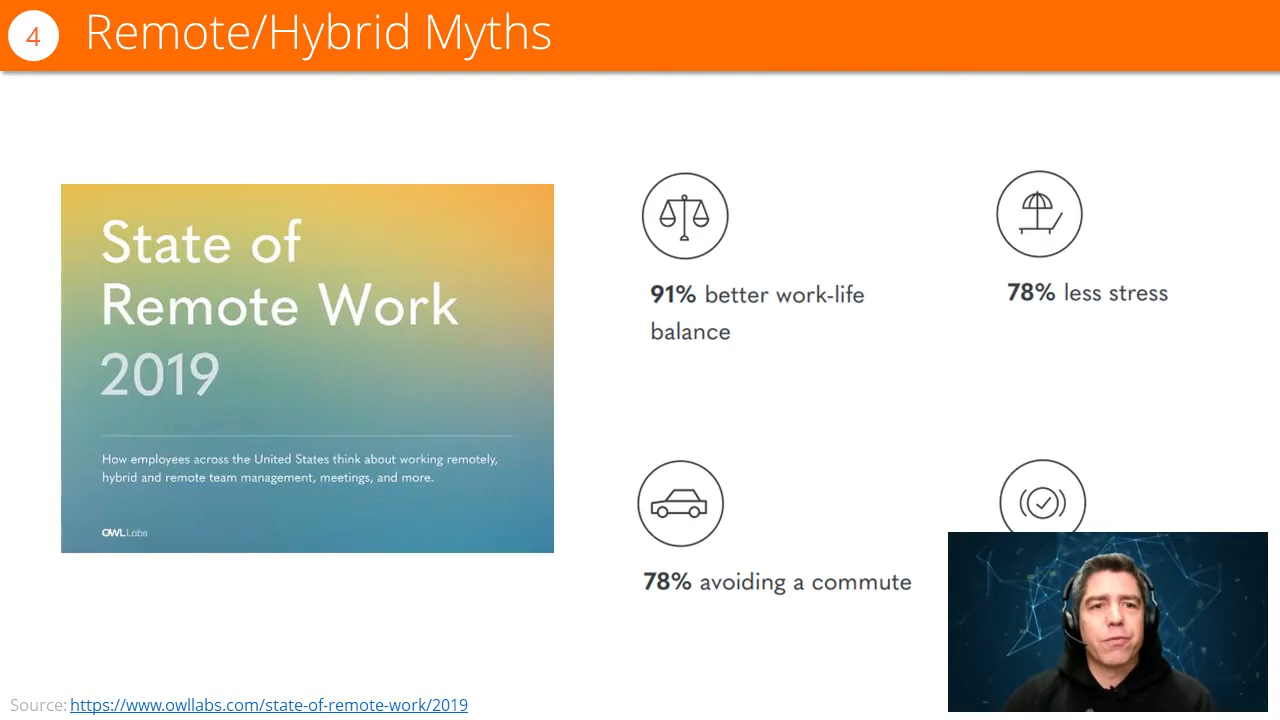 4
Remote/Hybrid Myths
State of
Remote Work
2019
How employees across the United States think about working remotely,
hybrid and remote team management, meetings, and more.
OWL Labs
91% better work-life
balance
78% less stress
78% avoiding a commute
Source: https://www.owllabs.com/state-of-remote-work/2019